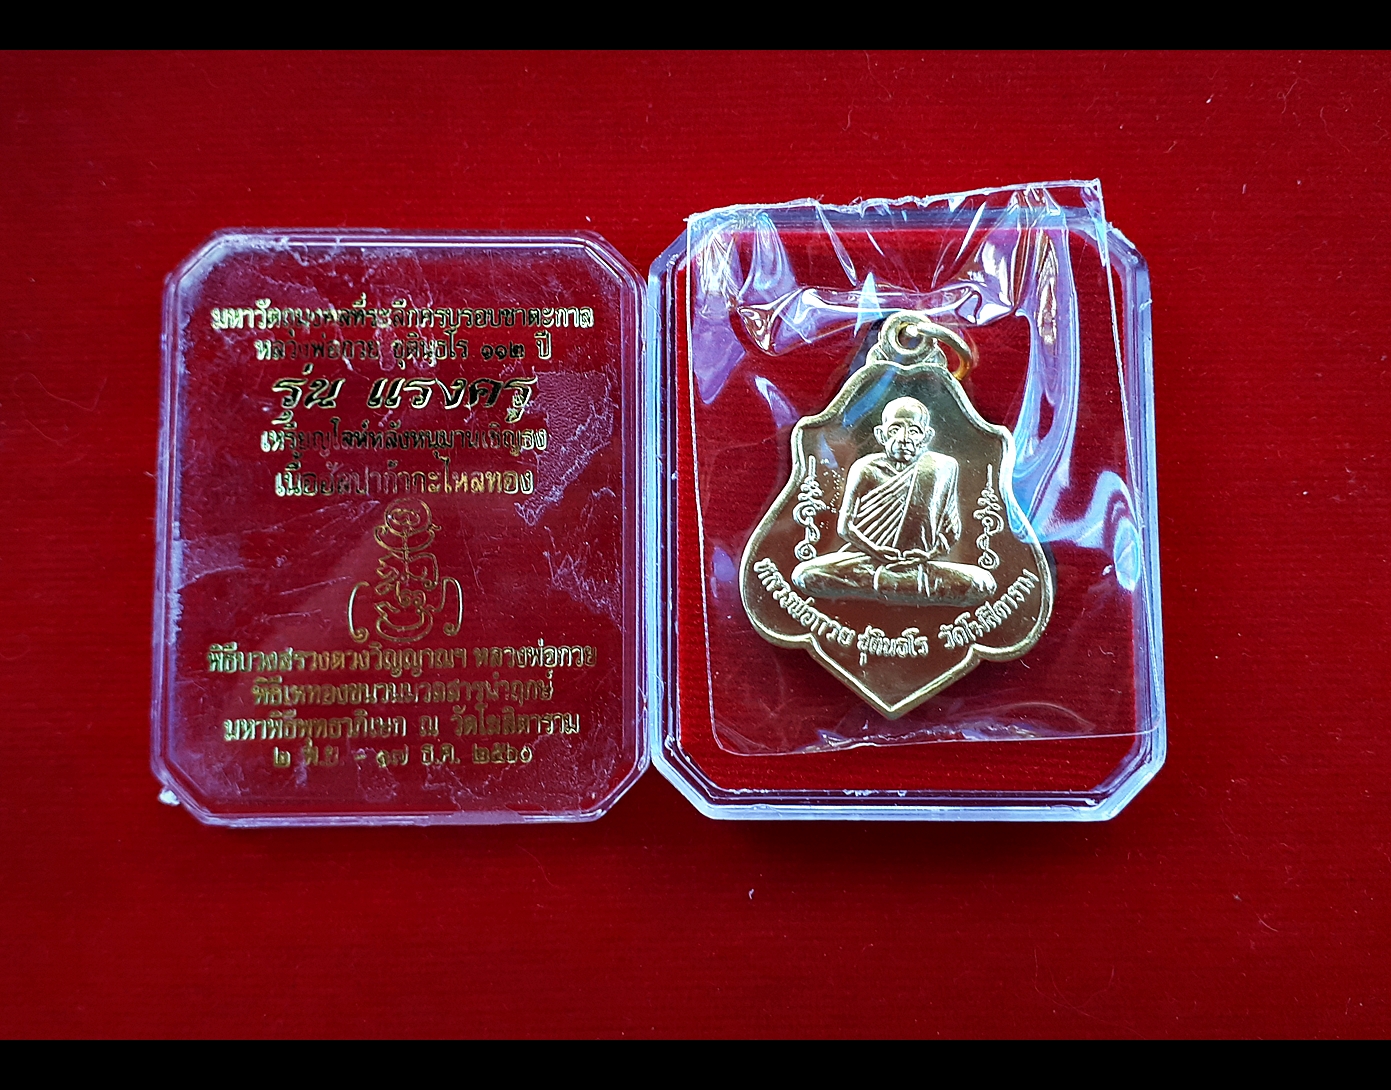 มหาวัตถุมงคลที่ระลึกครบรอบชาตะกาล
หลวงพ่อกวย ชุตินฺธโร ๑๑๒ ปี
รุ่น แรงครู
เหรียญโล่ห์หลังหนุมานเชิญธง
เนื้ออัลปาก้ากะไหลทอง
พิธีบวงสรวงดวงวิญญาณฯ หลวงพ่อกวย
พิธีเททองชนวนมวลสารนำฤกษ์
มหาพิธีพุทธาภิเษก ณ วัดโฆสิตาราม
๒ พ.ย - ๑๗ ธ.ค. ๒๕๖๐
หลวงพ่อกวย ชุตินธโร วัดโฆสิตาราม